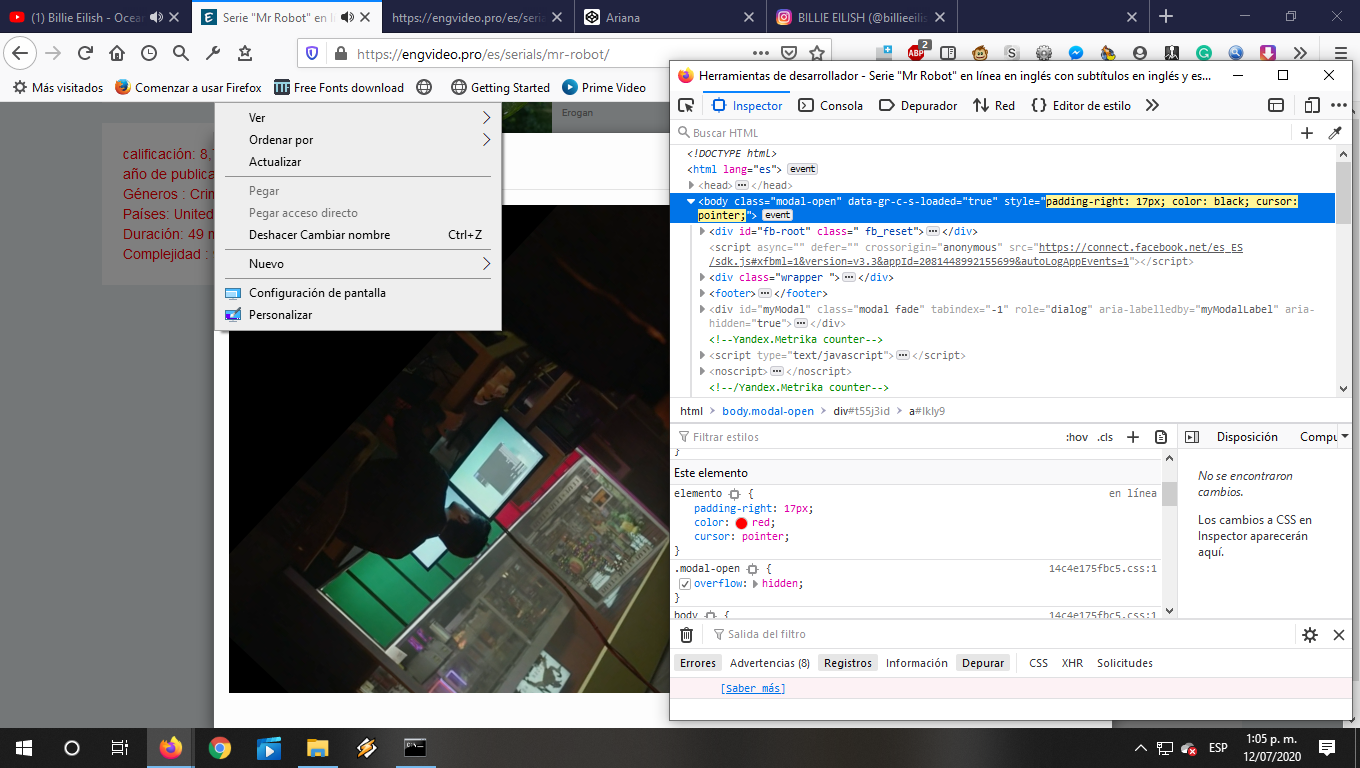 (1) Billie Eilish - Ocean
Serie "Mr Robot" en l
https://engvideo.pro/es/seria
Ariana
BILLIE EILISH (@billieeilis
https://engvideo.pro/es/serials/mr-robot/
ABP
2
Más visitados
Comenzar a usar Firefox
Free Fonts download
Getting Started
Prime Video
Erogan
calificación: 8,
año de publica
Géneros : Crim
Países: United
Duración: 49 m
Complejidad :
Ver
Ordenar por
Actualizar
Pegar
Pegar acceso directo
Deshacer Cambiar nombre Ctrl+Z
Nuevo
Configuración de pantalla
Personalizar
Herramientas de desarrollador - Serie "Mr Robot" en línea en inglés con subtítulos en inglés y es...
Inspector
Consola
Depurador
Red
Editor de estilo
Buscar HTML
<!DOCTYPE html>
<html lang="es"> event
<head> </head>
<body class="modal-open" data-gr-c-s-loaded="true" style="padding-right: 17px; color: black; cursor:
pointer;"> event
<div id="fb-root" class=" fb_reset"> </div>
<script async="" defer="" crossorigin="anonymous" src="https://connect.facebook.net/es_ES
/sdk.js#xfbml=1&version=v3.3&appId=2081448992155699&autoLogAppEvents=1"></script>
<div class="wrapper "> </div>
<footer> </footer>
<div id="myModal" class="modal fade" tabindex="-1" role="dialog" aria-labelledby="myModalLabel" aria-
hidden="true"> </div>
<!--Yandex.Metrika counter-->
<script type="text/javascript"> </script>
<noscript> </noscript>
<!--/Yandex.Metrika counter-->
html > body.modal-open > div#t55j3id > a#lkly9
Filtrar estilos
:hov .cls
Disposición
Compu
}
Este elemento
elemento { en línea
padding-right: 17px;
color: red;
cursor: pointer;
}
.modal-open { 14c4e175fbc5.css:1
overflow: hidden;
}
body { 14c4e175fbc5.css:1
No se encontraron
cambios.
Los cambios a CSS en
Inspector aparecerán
aquí.
Salida del filtro
Errores
Advertencias (8)
Registros
Información
Depurar
CSS
XHR
Solicitudes
[Saber más]
ESP
1:05 p. m.
12/07/2020